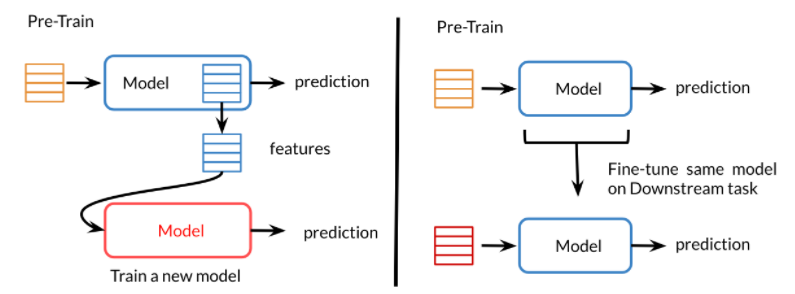 Pre-Train
Model
prediction
features
Model
prediction
Train a new model
Pre-Train
Model
prediction
Fine-tune same model
on Downstream task
Model
prediction